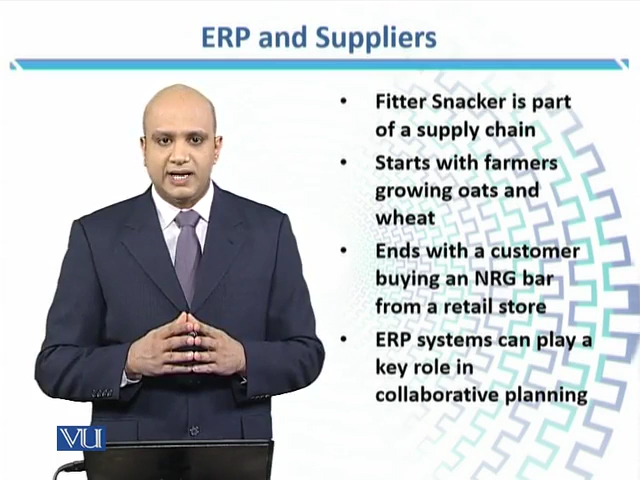 ERP and Suppliers
• Fitter Snacker is part
of a supply chain
• Starts with farmers
growing oats and
wheat
• Ends with a customer
buying an NRG bar
from a retail store
• ERP systems can play a
key role in
collaborative planning
VU